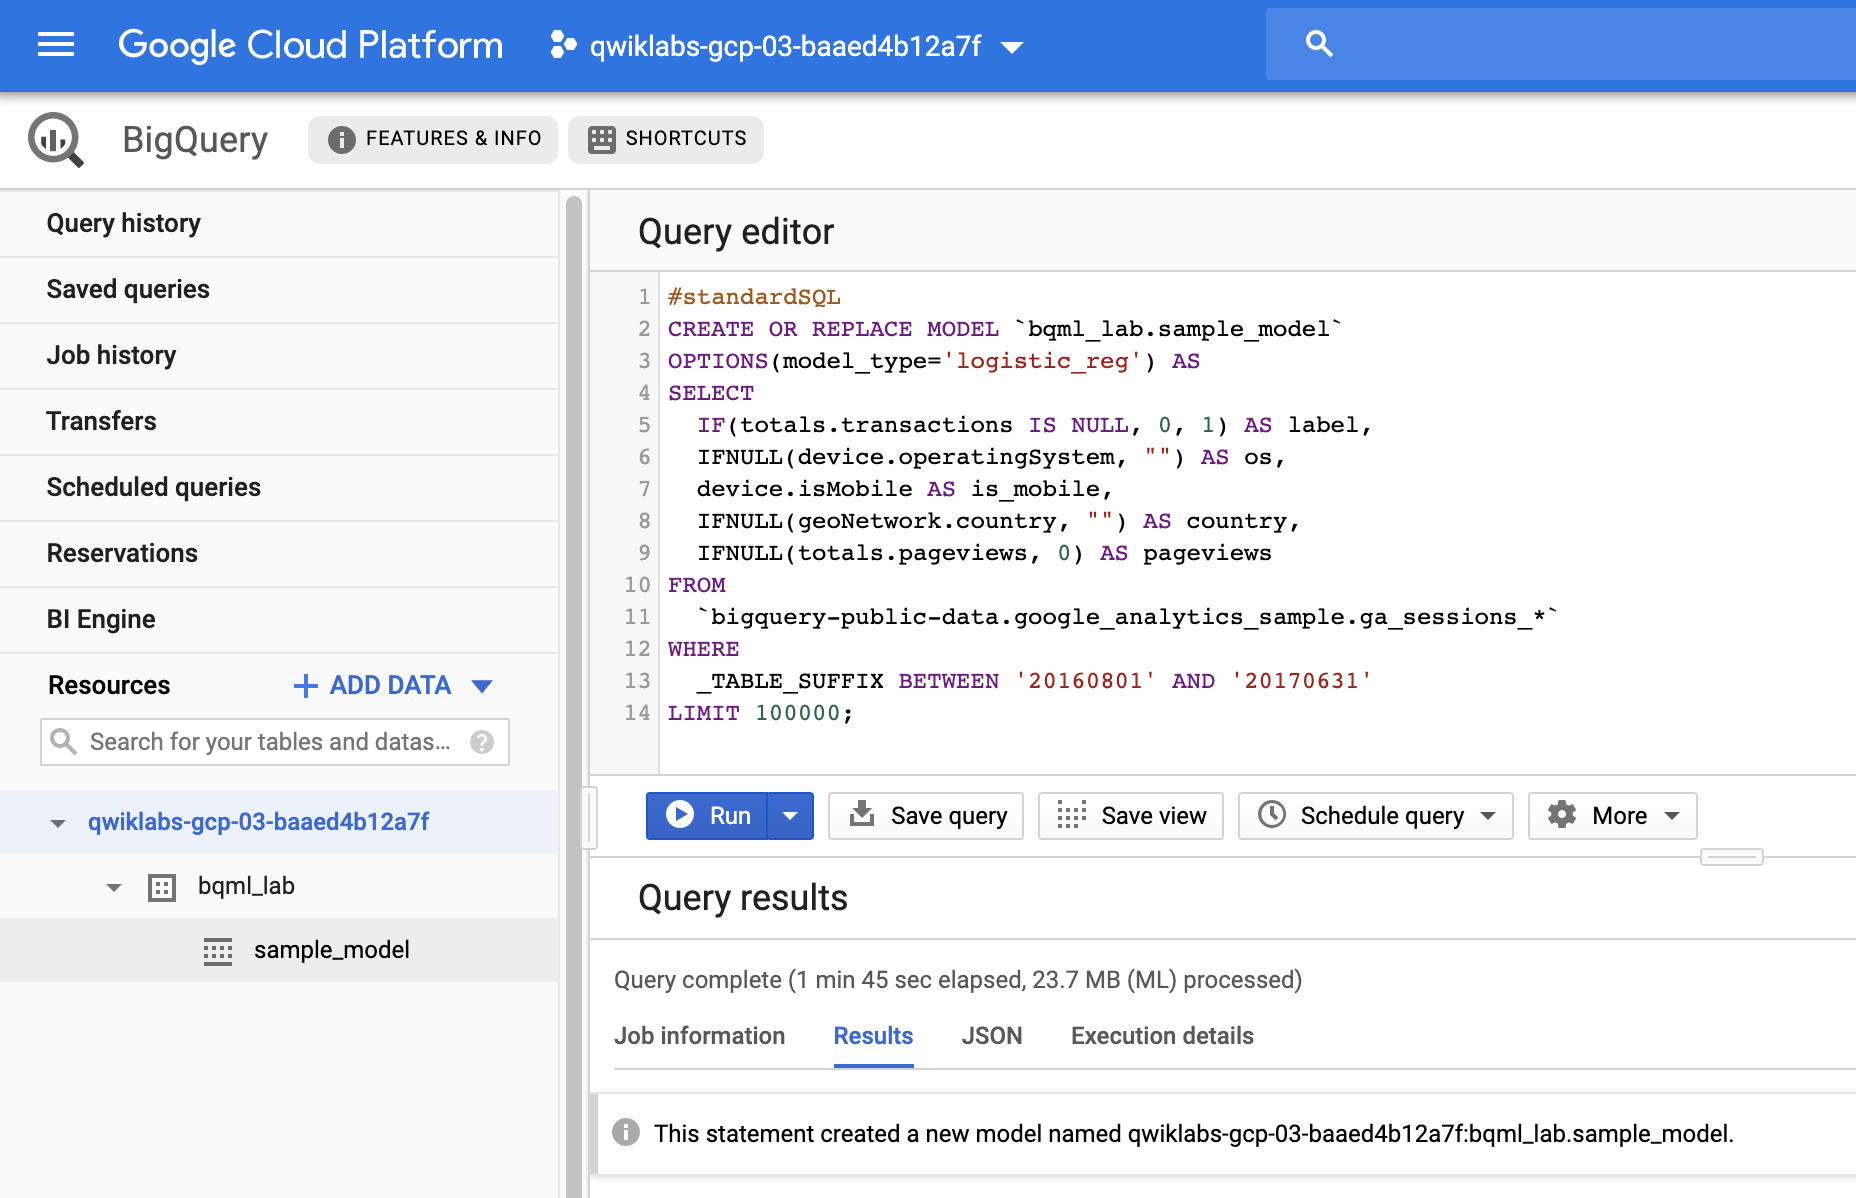 Google Cloud Platform
qwiklabs-gcp-03-baaed4b12a7f
BigQuery
FEATURES & INFO
SHORTCUTS
Query history
Saved queries
Job history
Transfers
Scheduled queries
Reservations
BI Engine
Resources
+ ADD DATA
Search for your tables and datas...
qwiklabs-gcp-03-baaed4b12a7f
bqml_lab
sample_model
Query editor
1 #standardSQL
2 CREATE OR REPLACE MODEL `bqml_lab.sample_model`
3 OPTIONS(model_type='logistic_reg') AS
4 SELECT
5   IF(totals.transactions IS NULL, 0, 1) AS label,
6   IFNULL(device.operatingSystem, "") AS os,
7   device.isMobile AS is_mobile,
8   IFNULL(geoNetwork.country, "") AS country,
9   IFNULL(totals.pageviews, 0) AS pageviews
10 FROM
11   `bigquery-public-data.google_analytics_sample.ga_sessions_*`
12 WHERE
13   _TABLE_SUFFIX BETWEEN '20160801' AND '20170631'
14 LIMIT 100000;
Run
Save query
Save view
Schedule query
More
Query results
Query complete (1 min 45 sec elapsed, 23.7 MB (ML) processed)
Job information
Results
JSON
Execution details
This statement created a new model named qwiklabs-gcp-03-baaed4b12a7f:bqml_lab.sample_model.